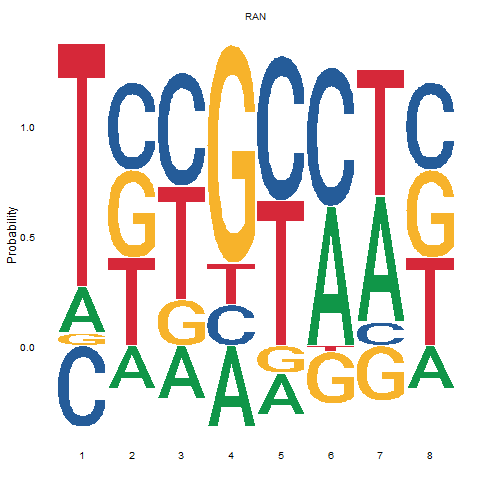 RAN
Probability
1.0
0.5
0.0
T C C G C C T C
A G T T T A A G
G T G C G T C T
C A A A A G G A
1 2 3 4 5 6 7 8